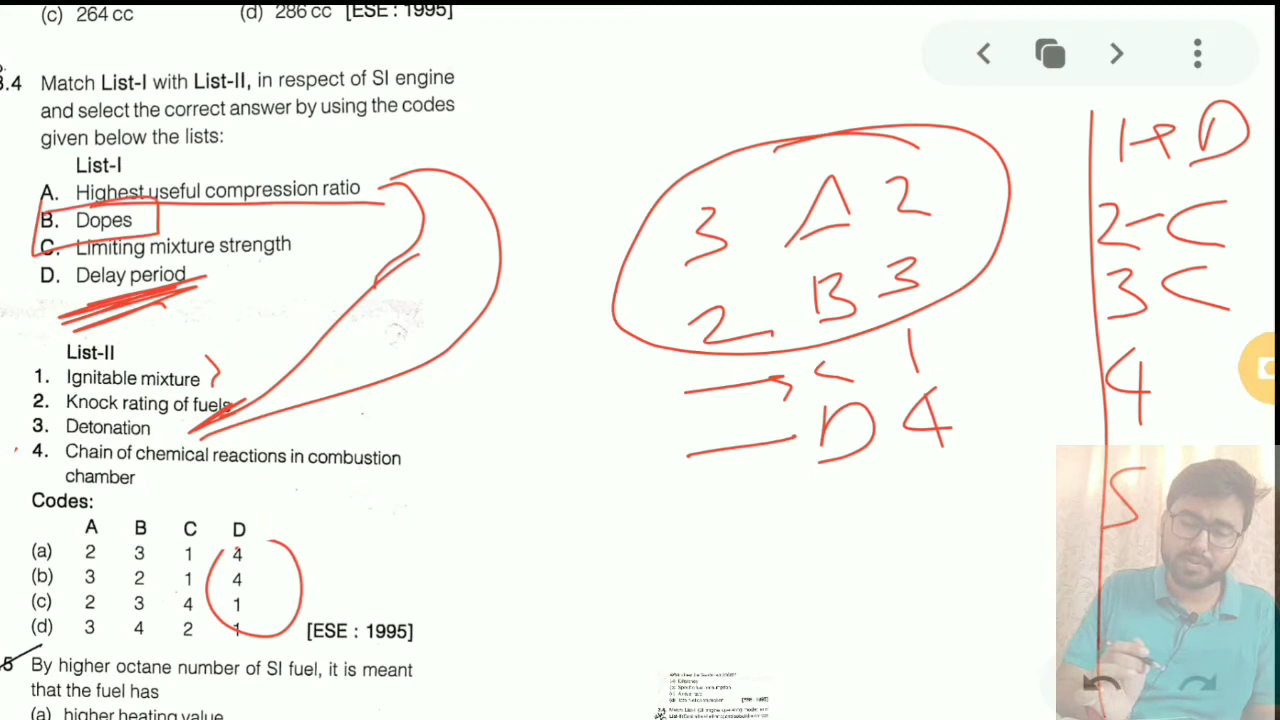 (c) 264 cc (d) 286 cc [ESE : 1995]
3.4 Match List-I with List-II, in respect of SI engine
and select the correct answer by using the codes
given below the lists:
List-I
A. Highest useful compression ratio
B. Dopes
C. Limiting mixture strength
D. Delay period
List-II
1. Ignitable mixture
2. Knock rating of fuels
3. Detonation
4. Chain of chemical reactions in combustion
chamber
Codes:
A B C D
(a) 2 3 1 4
(b) 3 2 1 4
(c) 2 3 4 1
(d) 3 4 2 1
[ESE : 1995]
5 By higher octane number of SI fuel, it is meant
that the fuel has
(a) higher heating value
3 A 2
2 B 3
C 1
D 4
1 → D
2 - C
3 C
4
5